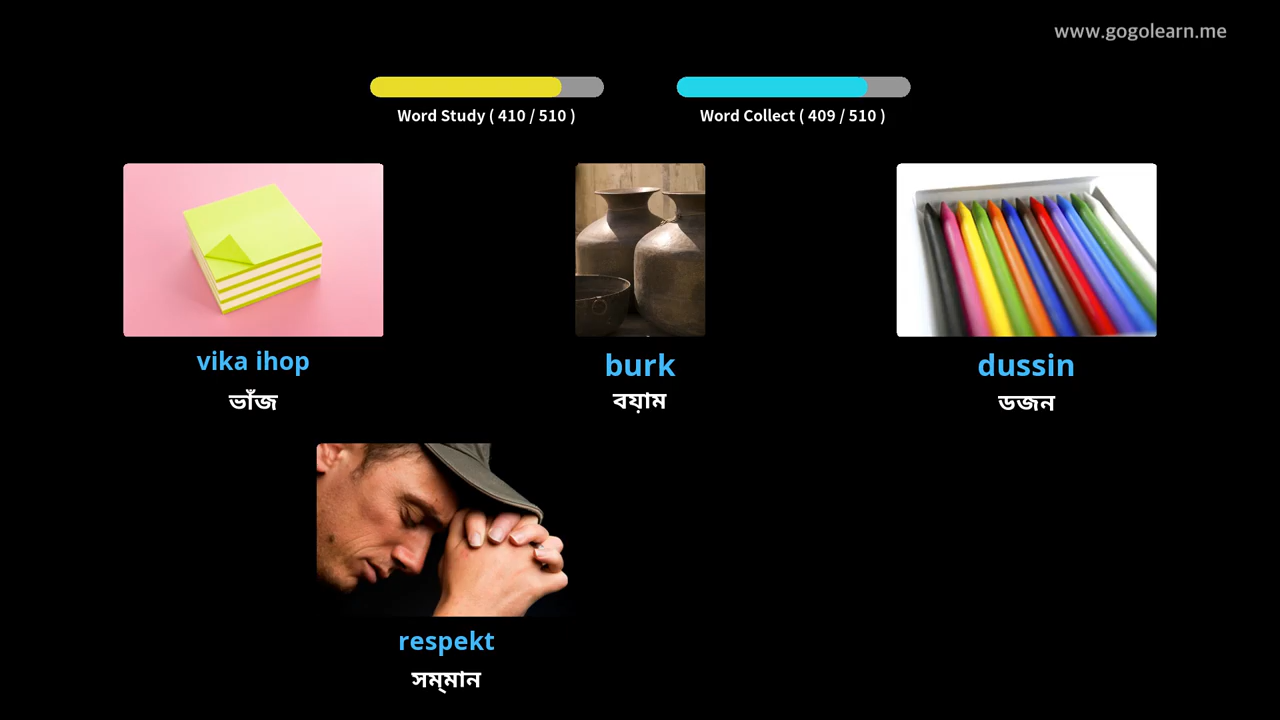 www.gogolearn.me
Word Study ( 410 / 510 )
Word Collect ( 409 / 510 )
vika ihop
burk
dussin
ভাঁজ
বয়াম
ডজন
respekt
সম্মান